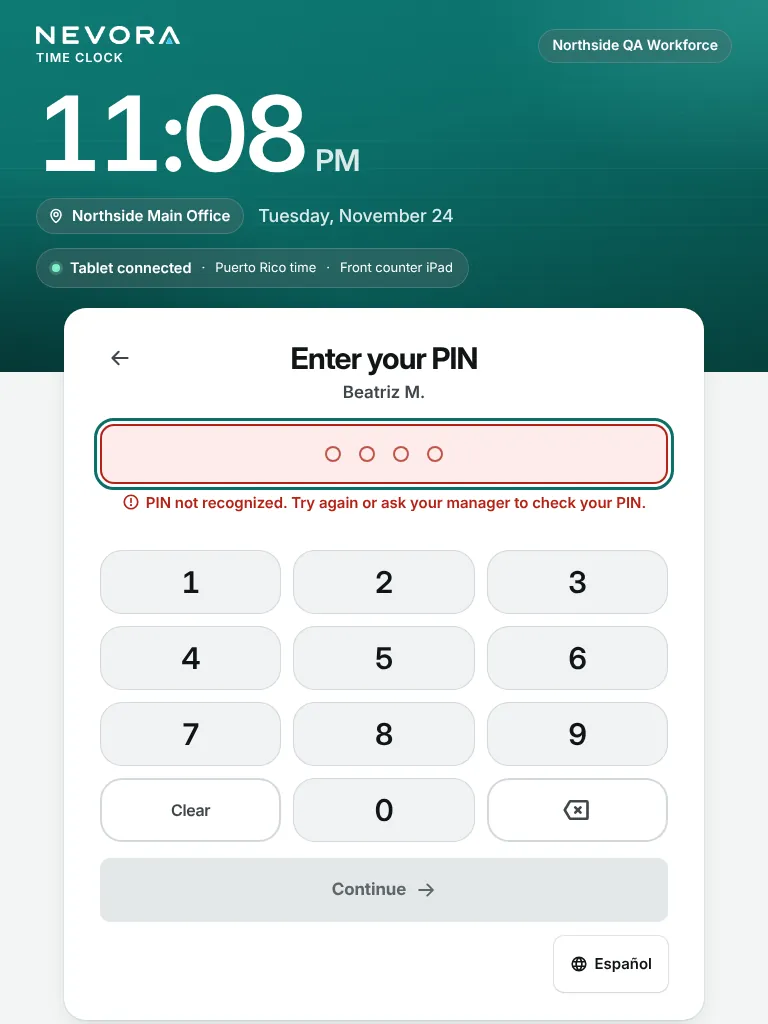 NEVORA
TIME CLOCK
Northside QA Workforce
11:08 PM
Northside Main Office
Tuesday, November 24
Tablet connected · Puerto Rico time · Front counter iPad
Enter your PIN
Beatriz M.
PIN not recognized. Try again or ask your manager to check your PIN.
1 2 3
4 5 6
7 8 9
Clear 0
Continue →
Español